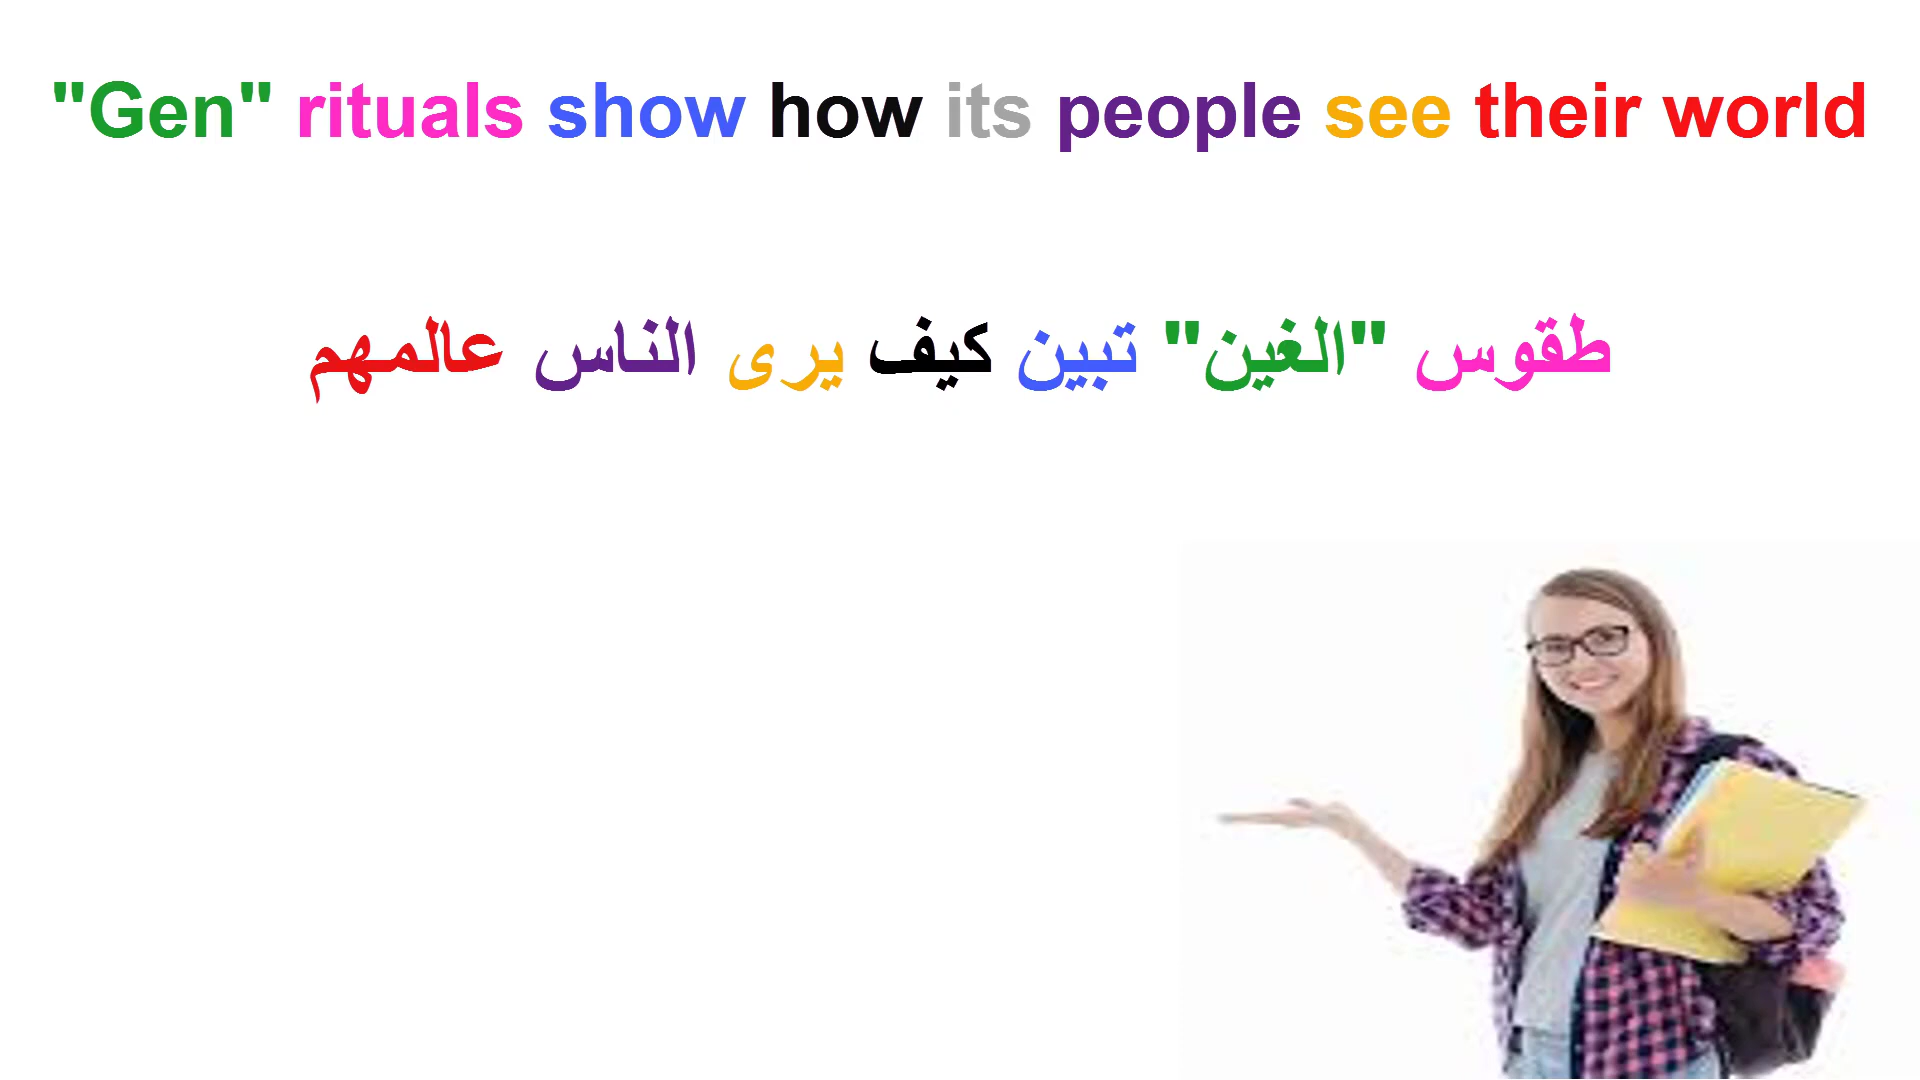 "Gen" rituals show how its people see their world
طقوس "الغين" تبين كيف يرى الناس عالمهم